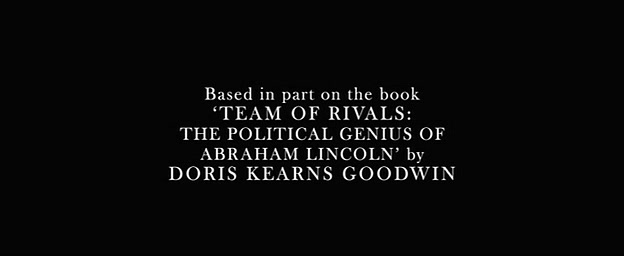 Based in part on the book
‘TEAM OF RIVALS:
THE POLITICAL GENIUS OF
ABRAHAM LINCOLN’ by
DORIS KEARNS GOODWIN